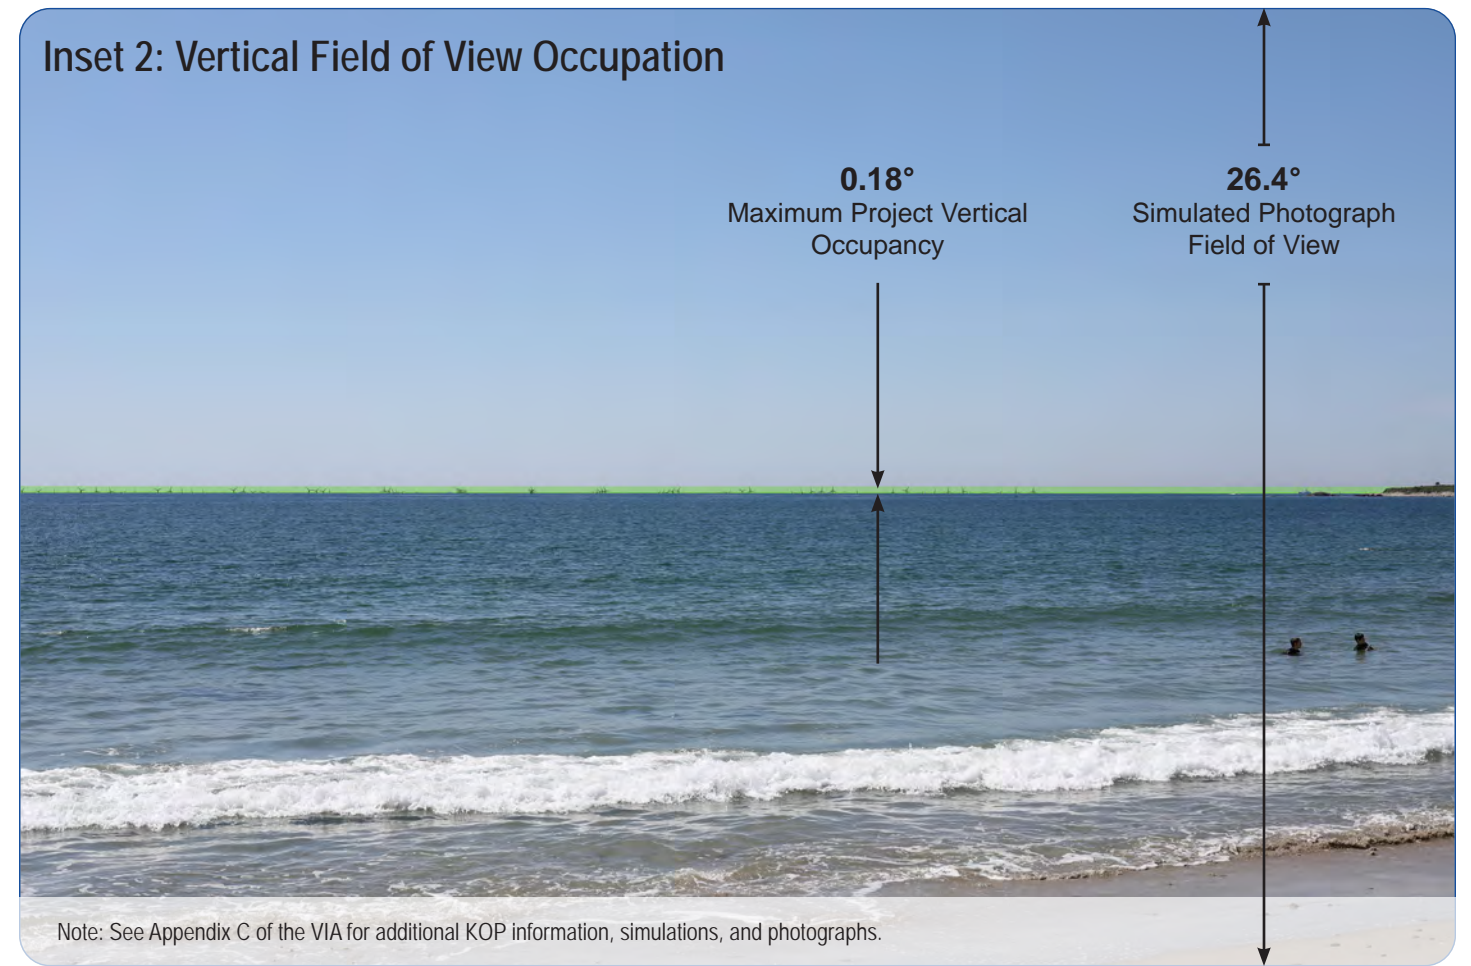 Inset 2: Vertical Field of View Occupation
0.18°
Maximum Project Vertical
Occupancy
26.4°
Simulated Photograph
Field of View
Note: See Appendix C of the VIA for additional KOP information, simulations, and photographs.